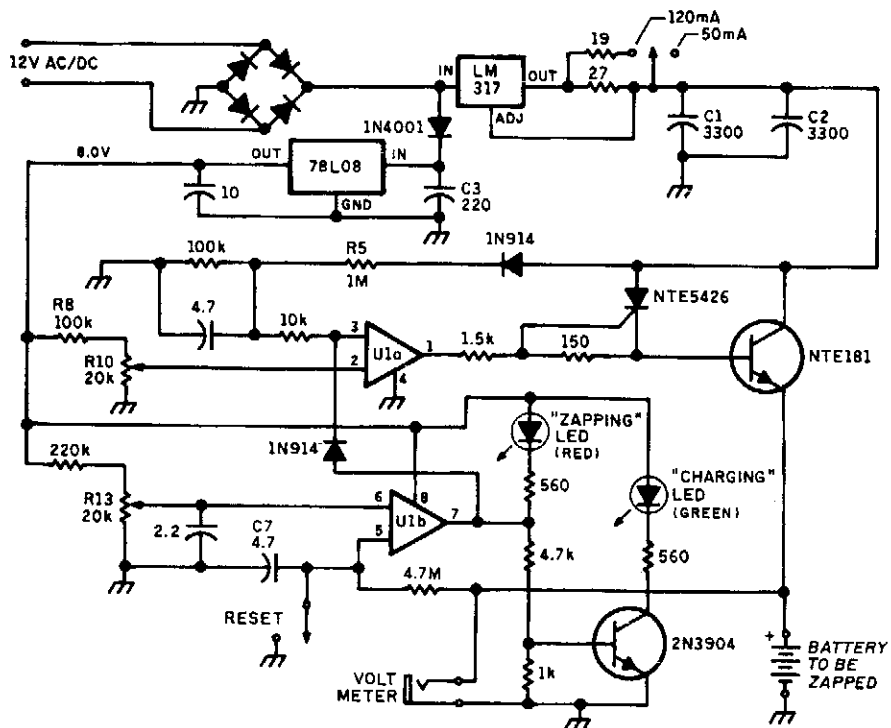 120mA
50mA
19
27
12V AC/DC
IN
LM
317
OUT
ADJ
C1
3300
C2
3300
1N4001
8.0V
OUT
78L08
IN
GND
10
C3
220
100k
R5
1M
1N914
NTE5426
R8
100k
4.7
10k
3
2
U1a
1
4
1.5k
150
NTE181
R10
20k
"ZAPPING"
LED
(RED)
1N914
220k
560
"CHARGING"
LED
(GREEN)
R13
20k
6
8
5
U1b
7
2.2
C7
4.7
4.7k
560
4.7M
RESET
2N3904
VOLT
METER
1k
+
BATTERY
TO BE
ZAPPED